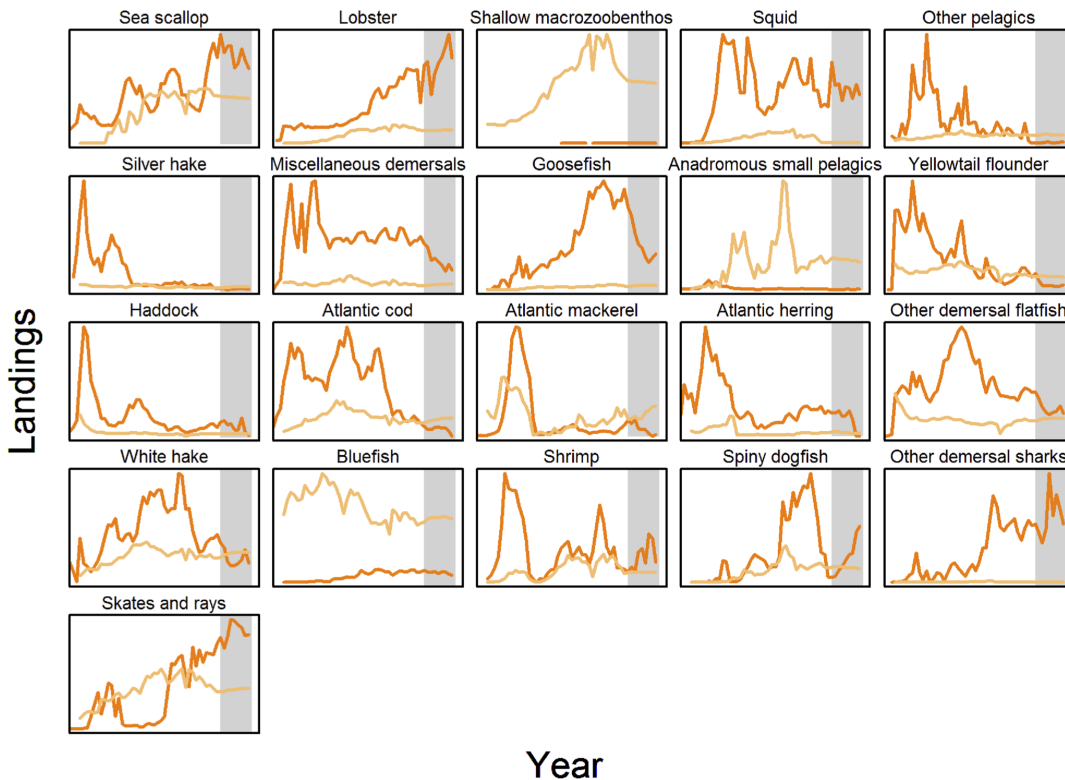 Sea scallop
Lobster
Shallow macrozoobenthos
Squid
Other pelagics
Silver hake
Miscellaneous demersals
Goosefish
Anadromous small pelagics
Yellowtail flounder
Haddock
Atlantic cod
Atlantic mackerel
Atlantic herring
Other demersal flatfish
White hake
Bluefish
Shrimp
Spiny dogfish
Other demersal sharks
Skates and rays
Landings
Year